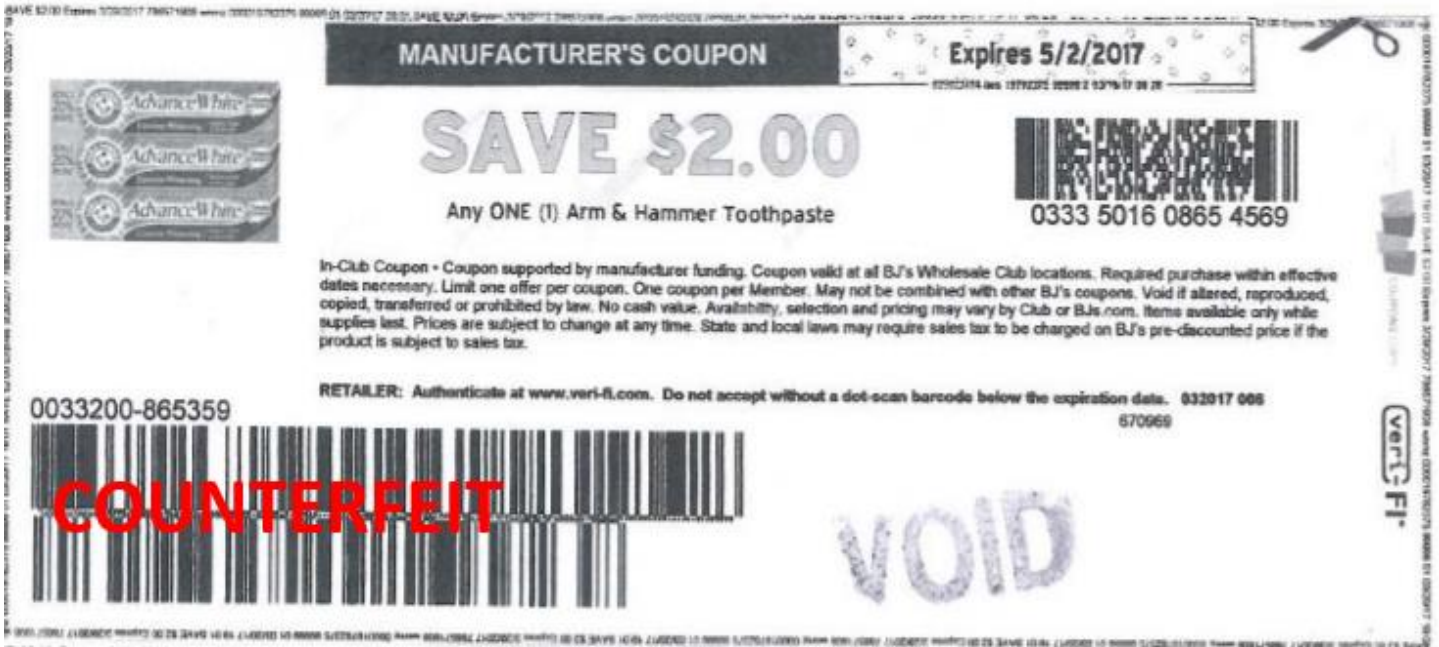 MANUFACTURER'S COUPON
Expires 5/2/2017
AdvanceWhite
AdvanceWhite
AdvanceWhite
SAVE $2.00
Any ONE (1) Arm & Hammer Toothpaste
0333 5016 0865 4569
In-Club Coupon • Coupon supported by manufacturer funding. Coupon valid at all BJ's Wholesale Club locations. Required purchase within effective
dates necessary. Limit one offer per coupon. One coupon per Member. May not be combined with other BJ's coupons. Void if altered, reproduced,
copied, transferred or prohibited by law. No cash value. Availability, selection and pricing may vary by Club or BJs.com. Items available only while
supplies last. Prices are subject to change at any time. State and local laws may require sales tax to be charged on BJ's pre-discounted price if the
product is subject to sales tax.
RETAILER: Authenticate at www.veri-fi.com. Do not accept without a dot-scan barcode below the expiration date. 032017 006
670969
0033200-865359
COUNTERFEIT
VOID
veri-fi